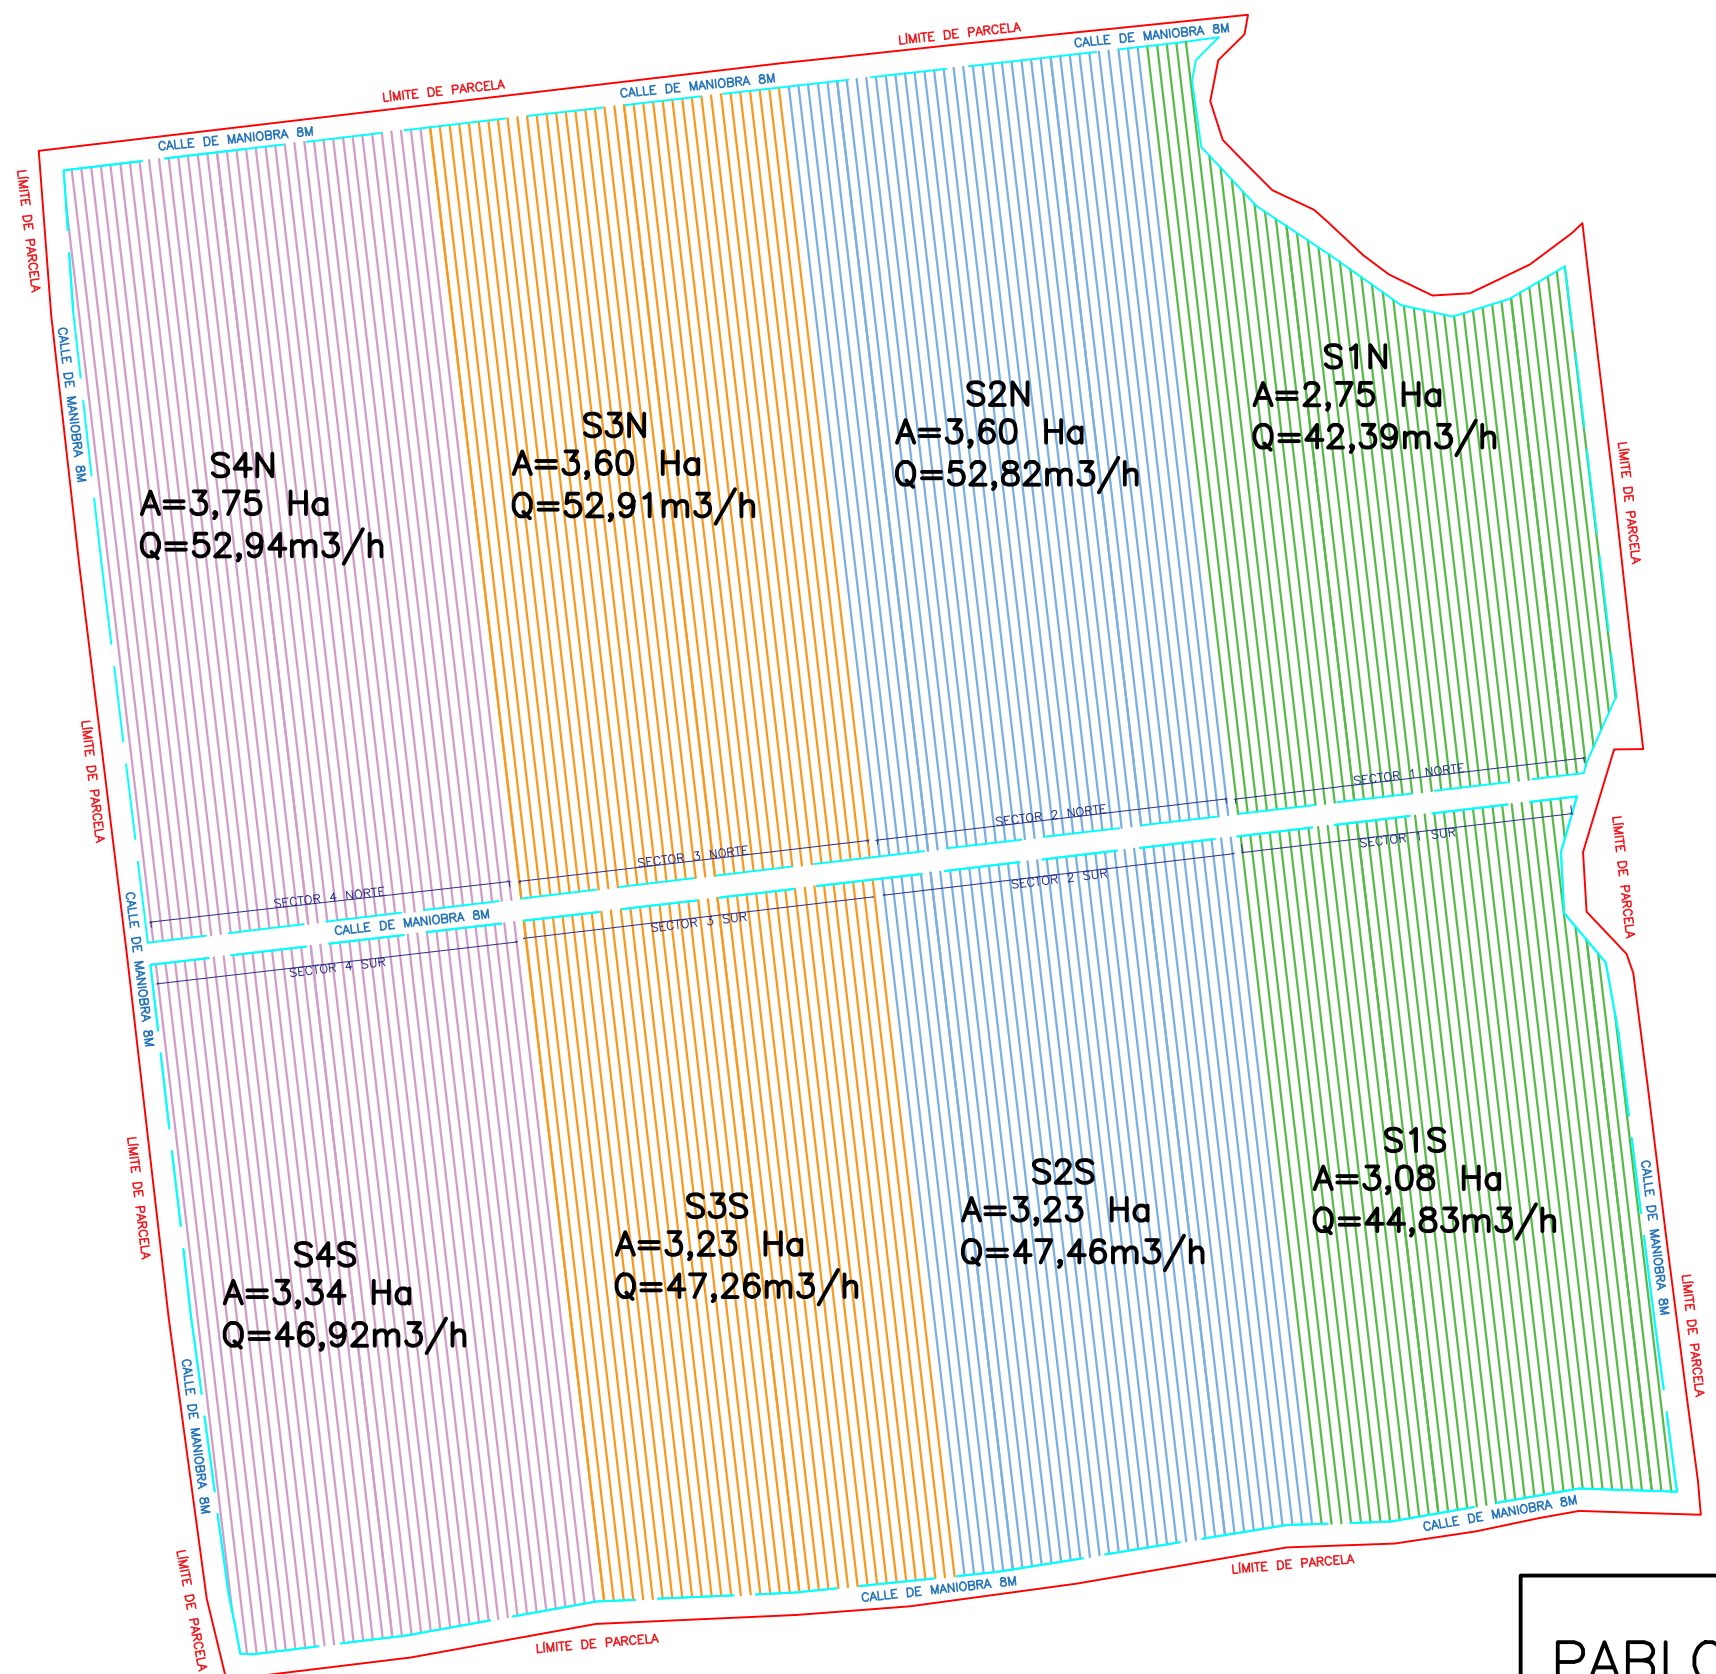 LÍMITE DE PARCELA
CALLE DE MANIOBRA 8M
LÍMITE DE PARCELA
CALLE DE MANIOBRA 8M
CALLE DE MANIOBRA 8M
LÍMITE DE PARCELA
CALLE DE MANIOBRA 8M
S1N
A=2,75 Ha
Q=42,39m3/h
S2N
A=3,60 Ha
Q=52,82m3/h
S3N
A=3,60 Ha
Q=52,91m3/h
S4N
A=3,75 Ha
Q=52,94m3/h
LÍMITE DE PARCELA
LÍMITE DE PARCELA
SECTOR 1 NORTE
SECTOR 2 NORTE
SECTOR 3 NORTE
SECTOR 4 NORTE
CALLE DE MANIOBRA 8M
SECTOR 1 SUR
SECTOR 2 SUR
SECTOR 3 SUR
SECTOR 4 SUR
LÍMITE DE PARCELA
CALLE DE MANIOBRA 8M
S1S
A=3,08 Ha
Q=44,83m3/h
S2S
A=3,23 Ha
Q=47,46m3/h
S3S
A=3,23 Ha
Q=47,26m3/h
S4S
A=3,34 Ha
Q=46,92m3/h
LÍMITE DE PARCELA
CALLE DE MANIOBRA 8M
LÍMITE DE PARCELA
CALLE DE MANIOBRA 8M
CALLE DE MANIOBRA 8M
LÍMITE DE PARCELA
CALLE DE MANIOBRA 8M
LÍMITE DE PARCELA
LÍMITE DE PARCELA